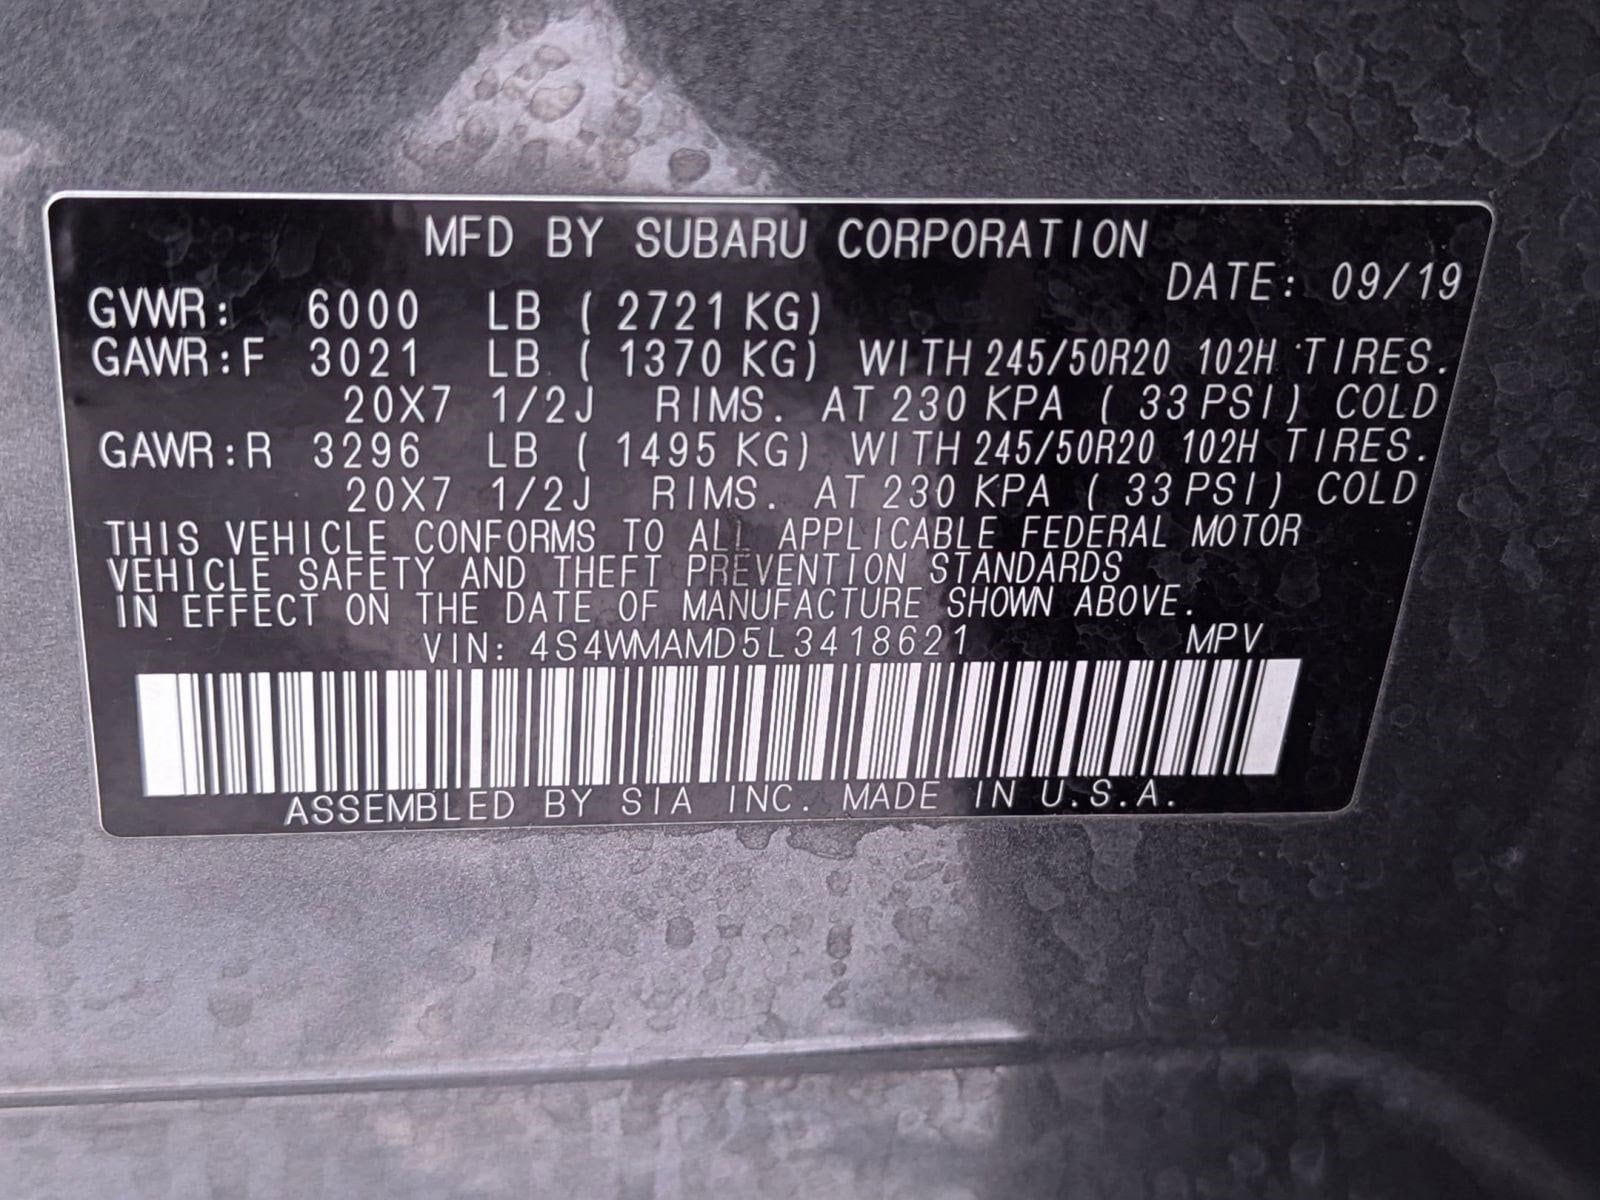 MFD BY SUBARU CORPORATION
DATE: 09/19
GVWR: 6000 LB ( 2721 KG)
GAWR:F 3021 LB ( 1370 KG) WITH 245/50R20 102H TIRES.
20X7 1/2J RIMS. AT 230 KPA ( 33 PSI) COLD
GAWR:R 3296 LB ( 1495 KG) WITH 245/50R20 102H TIRES.
20X7 1/2J RIMS. AT 230 KPA ( 33 PSI) COLD
THIS VEHICLE CONFORMS TO ALL APPLICABLE FEDERAL MOTOR
VEHICLE SAFETY AND THEFT PREVENTION STANDARDS
IN EFFECT ON THE DATE OF MANUFACTURE SHOWN ABOVE.
VIN: 4S4WMAMD5L3418621 MPV
ASSEMBLED BY SIA INC. MADE IN U.S.A.